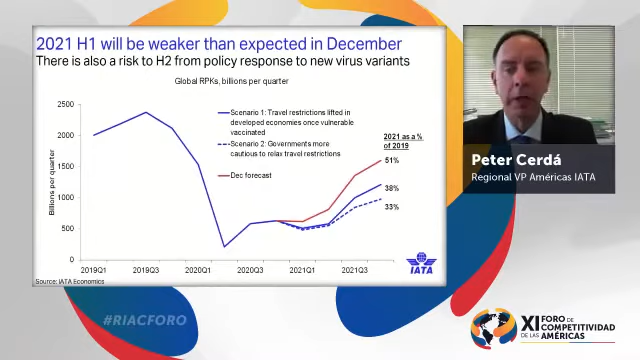 2021 H1 will be weaker than expected in December
There is also a risk to H2 from policy response to new virus variants
Global RPKs, billions per quarter
Billions per quarter
2500
2000
1500
1000
500
0
2019Q1
2019Q3
2020Q1
2020Q3
2021Q1
2021Q3
Scenario 1: Travel restrictions lifted in
developed economies once vulnerable
vaccinated
Scenario 2: Governments more
cautious to relax travel restrictions
Dec forecast
2021 as a %
of 2019
51%
38%
33%
IATA
Source: IATA Economics
Peter Cerdá
Regional VP Américas IATA
#RIACFORO
XI FORO DE
COMPETITIVIDAD
DE LAS AMÉRICAS